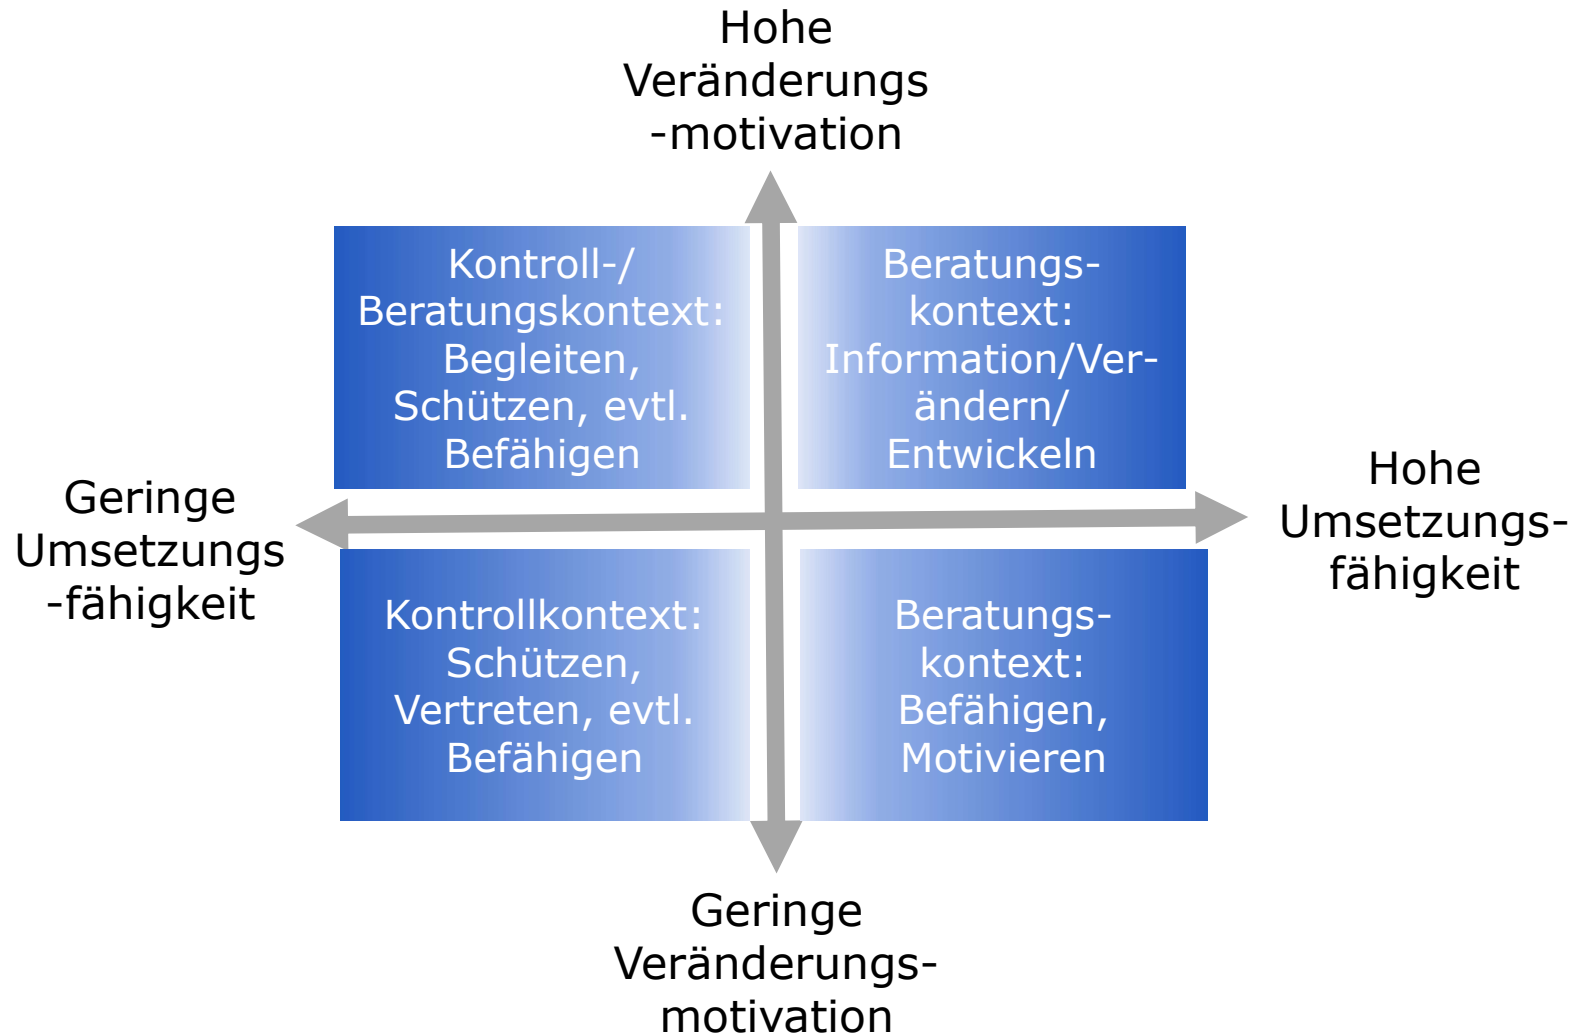 Hohe
Veränderungs
-motivation
Kontroll-/
Beratungskontext:
Begleiten,
Schützen, evtl.
Befähigen
Beratungs-
kontext:
Information/Ver-
ändern/
Entwickeln
Geringe
Umsetzungs
-fähigkeit
Hohe
Umsetzungs-
fähigkeit
Kontrollkontext:
Schützen,
Vertreten, evtl.
Befähigen
Beratungs-
kontext:
Befähigen,
Motivieren
Geringe
Veränderungs-
motivation